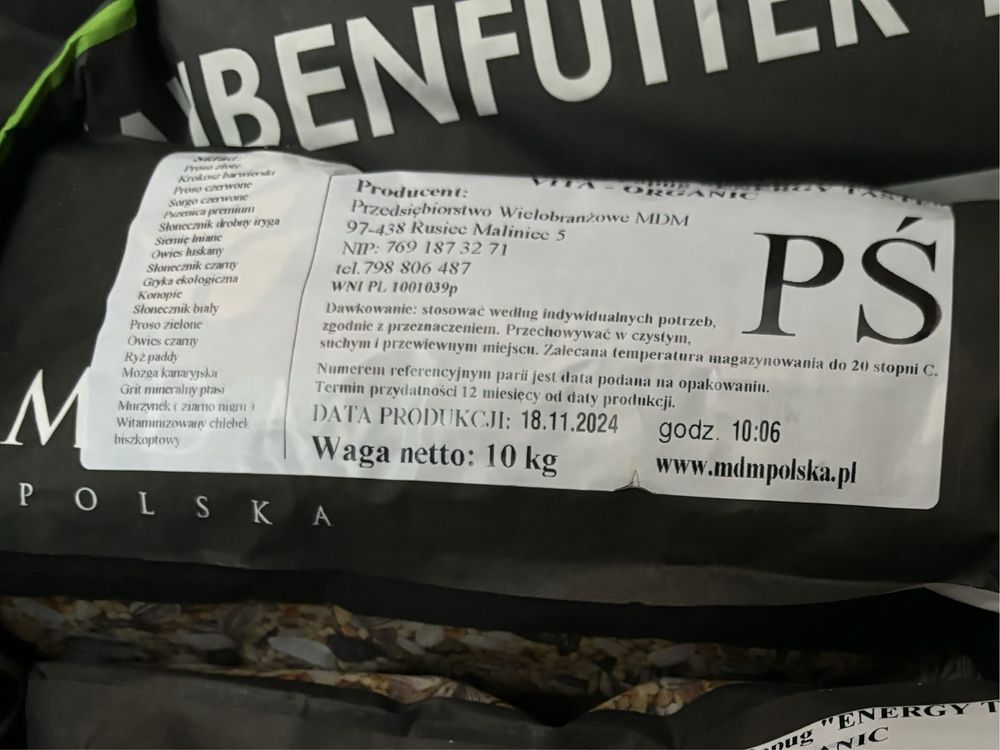 BENFUTTER
Skład:
Proso złote
Krokosz barwierski
Proso czerwone
Sorgo czerwone
Pszenica premium
Słonecznik drobny iryga
Siemię lniane
Owies łuskany
Słonecznik czarny
Gryka ekologiczna
Konopie
Słonecznik biały
Proso zielone
Owies czarny
Ryż paddy
Mozga kanaryjska
Grit mineralny ptasi
Murzynek ( ziarno nigru )
Witaminizowany chlebek
biszkoptowy
"ENERGY TASTE
VITA - ORGANIC
Producent:
Przedsiębiorstwo Wielobranżowe MDM
97-438 Rusiec Maliniec 5
NIP: 769 187 32 71
tel. 798 806 487
WNI PL 1001039p
PŚ
Dawkowanie: stosować według indywidualnych potrzeb,
zgodnie z przeznaczeniem. Przechowywać w czystym,
suchym i przewiewnym miejscu. Zalecana temperatura magazynowania do 20 stopni C.
Numerem referencyjnym parii jest data podana na opakowaniu.
Termin przydatności 12 miesięcy od daty produkcji.
DATA PRODUKCJI: 18.11.2024 godz. 10:06
Waga netto: 10 kg www.mdmpolska.pl
M
POLSKA
"ENERGY T